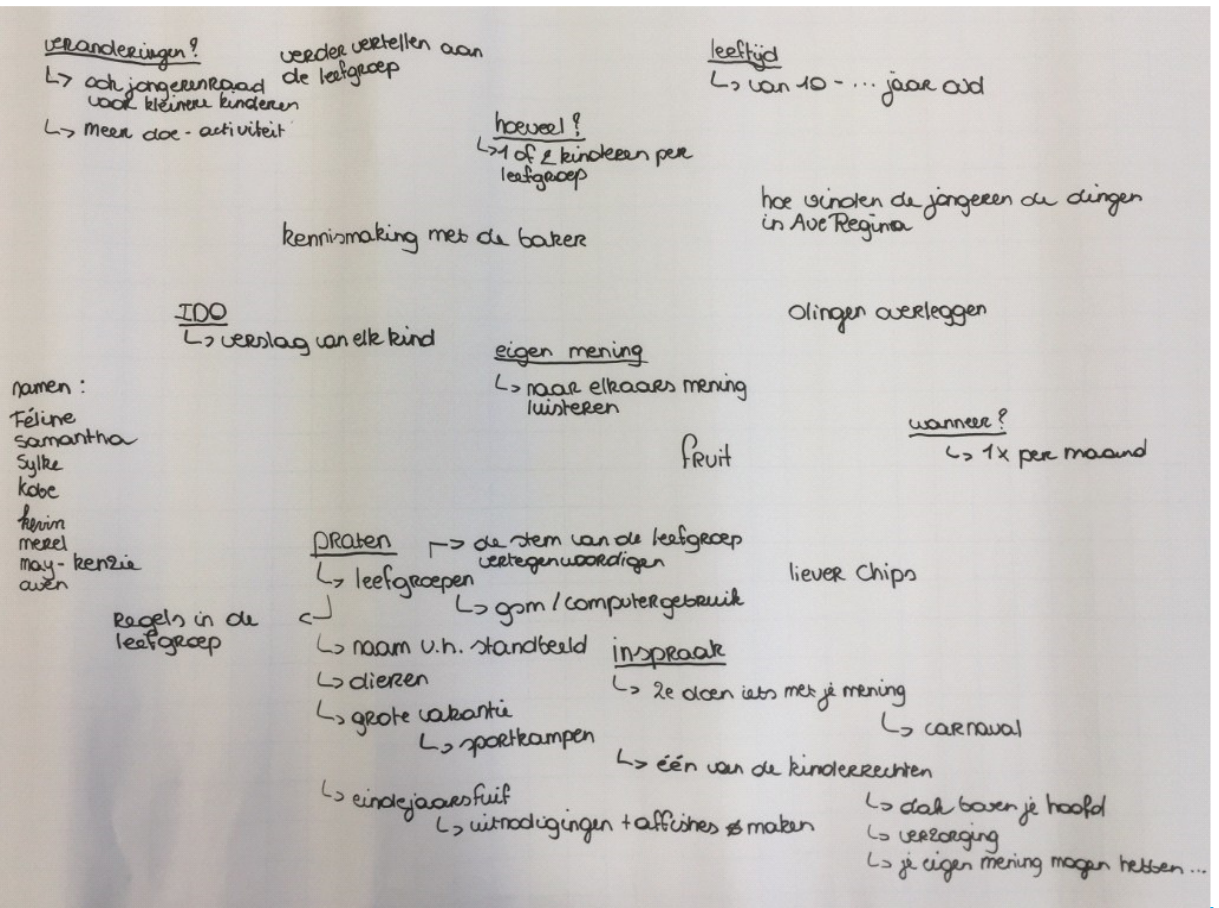 veranderingen?
↳ ook jongerenraad
voor kleinere kinderen
↳ meer doe-activiteit
verder vertellen aan
de leefgroep
leeftijd
↳ van 10 - ... jaar oud
hoeveel?
↳ 1 of 2 kinderen per
leefgroep
hoe vinden de jongeren de dingen
in Ave Regina
kennismaking met de baker
IDO
↳ verslag van elk kind
dingen overleggen
eigen mening
↳ naar elkaars mening
luisteren
namen :
Féline
Samantha
Sylke
kobe
kevin
merel
may-kenzie
aven
wanneer?
↳ 1x per maand
fruit
praten
↳ leefgroepen
→ de stem van de leefgroep
vertegenwoordigen
↳ gsm / computergebruik
Regels in de
leefgroep
↳ naam v.h. standbeeld
↳ dieren
↳ grote vakantie
↳ sportkampen
↳ eindejaarsfuif
↳ uitnodigingen + affiches maken
liever chips
inspraak
↳ ze doen iets met je mening
↳ carnaval
↳ één van de kinderrechten
↳ dak boven je hoofd
↳ verzorging
↳ je eigen mening mogen hebben...